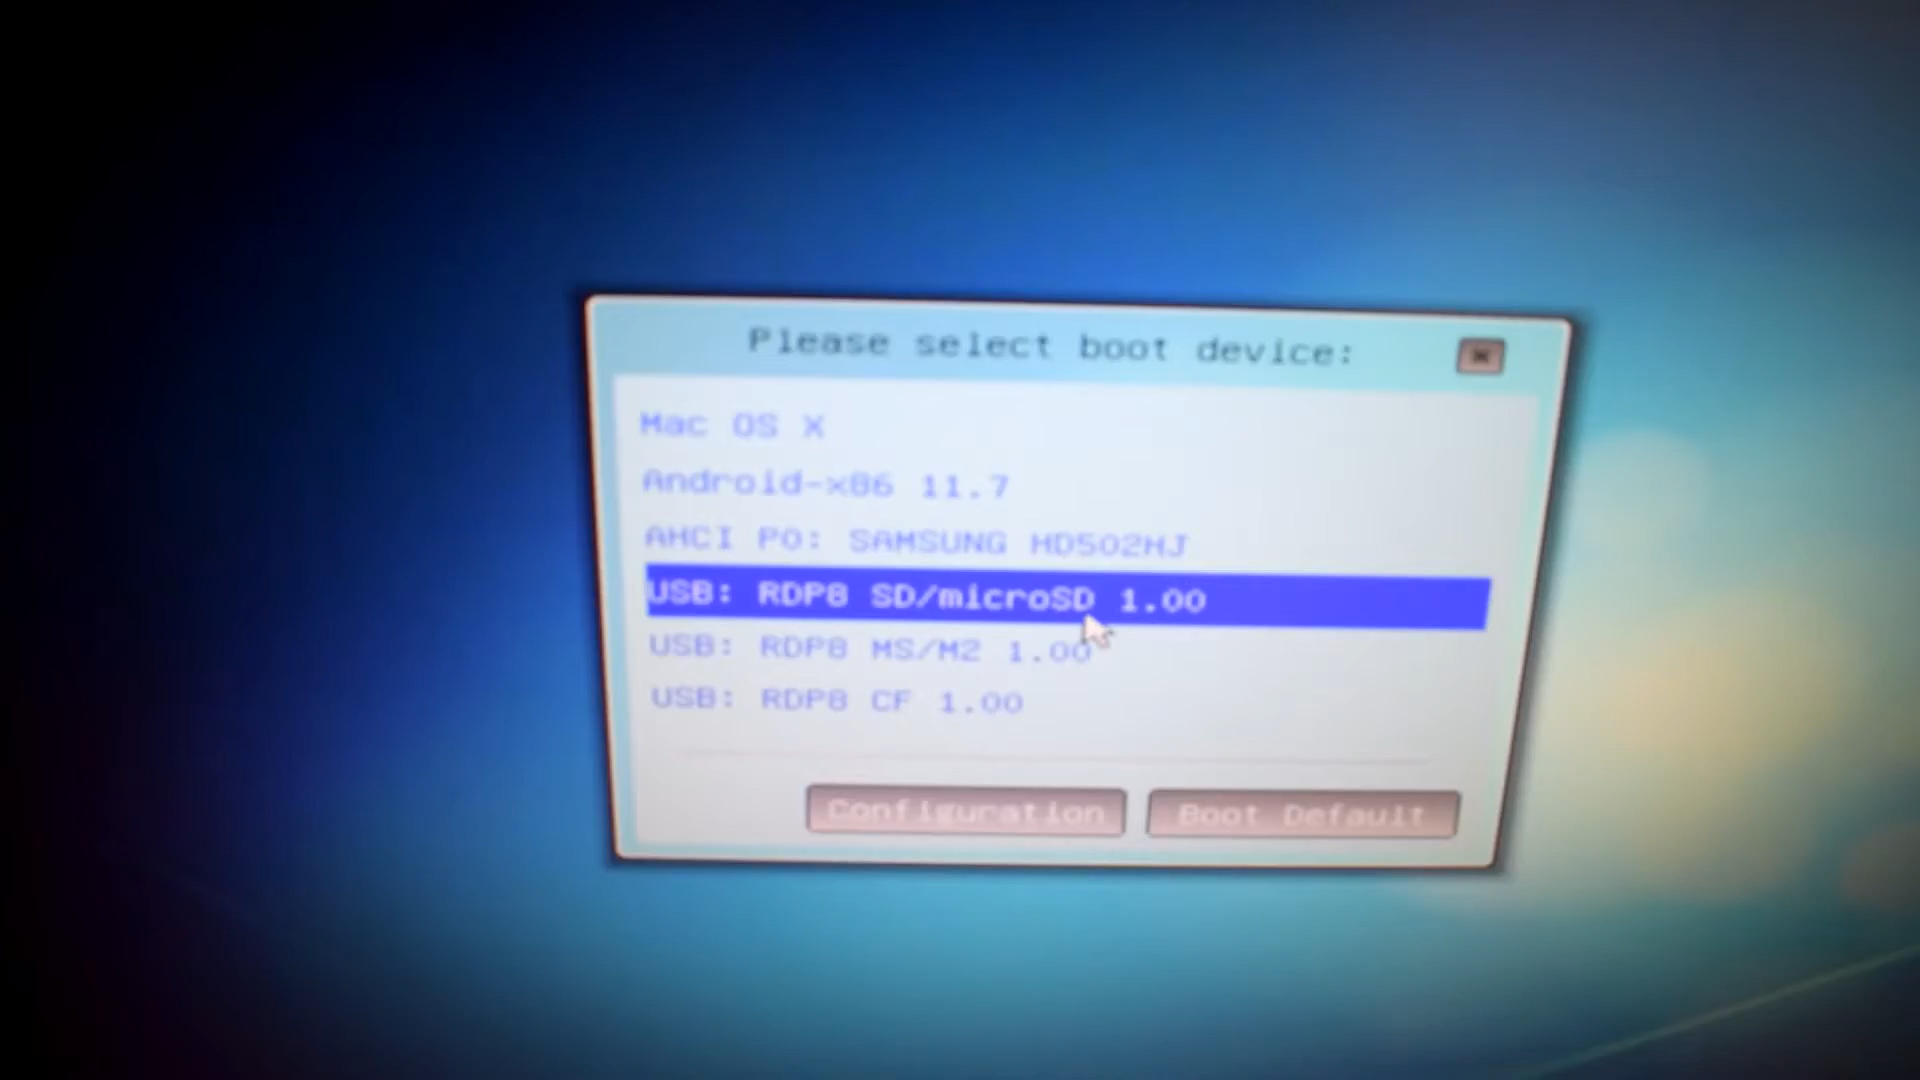 Please select boot device:
Mac OS X
Android-x86 11.7
AHCI P0: SAMSUNG HD502HJ
USB: RDP8 SD/microSD 1.00
USB: RDP8 MS/M2 1.00
USB: RDP8 CF 1.00
Configuration
Boot Default